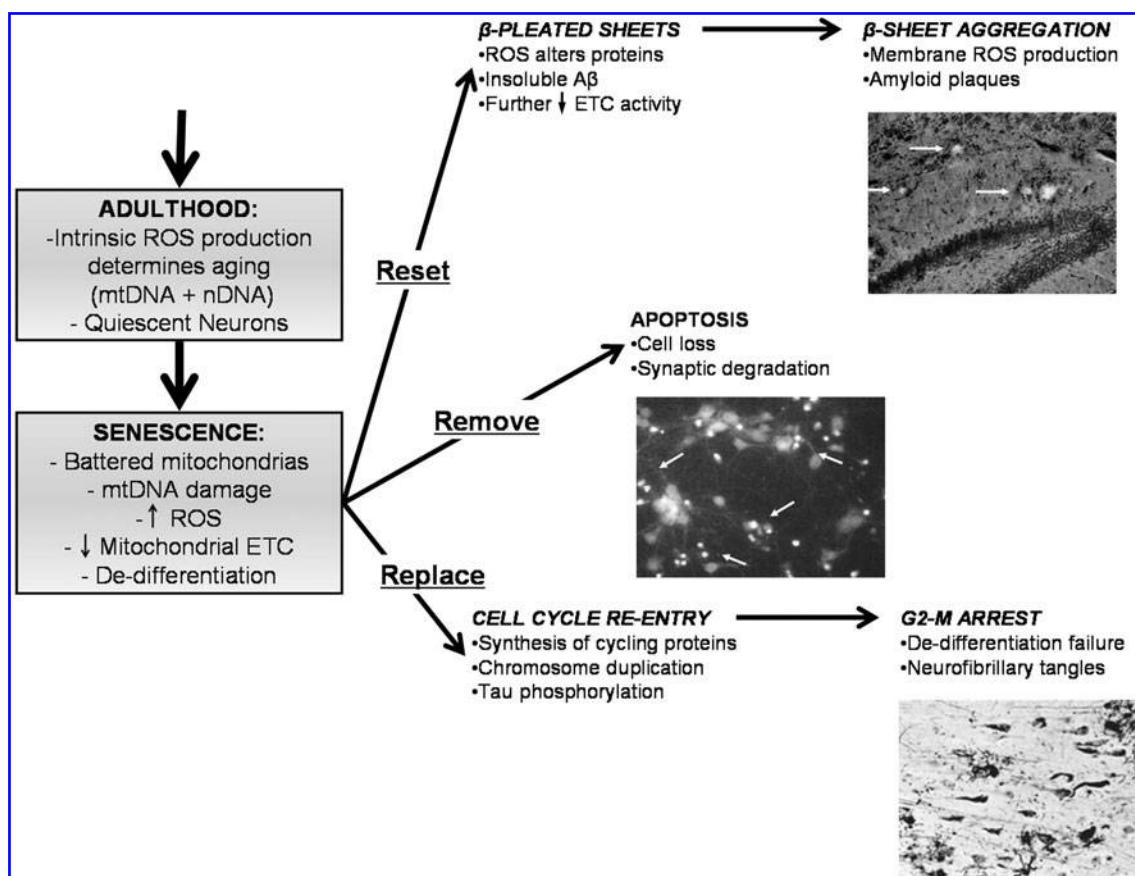 ADULTHOOD:
-Intrinsic ROS production
determines aging
(mtDNA + nDNA)
- Quiescent Neurons
SENESCENCE:
- Battered mitochondrias
- mtDNA damage
-↑ ROS
-↓ Mitochondrial ETC
- De-differentiation
Reset
β-PLEATED SHEETS
•ROS alters proteins
•Insoluble Aβ
•Further ↓ ETC activity
β-SHEET AGGREGATION
•Membrane ROS production
•Amyloid plaques
Remove
APOPTOSIS
•Cell loss
•Synaptic degradation
Replace
CELL CYCLE RE-ENTRY
•Synthesis of cycling proteins
•Chromosome duplication
•Tau phosphorylation
G2-M ARREST
•De-differentiation failure
•Neurofibrillary tangles